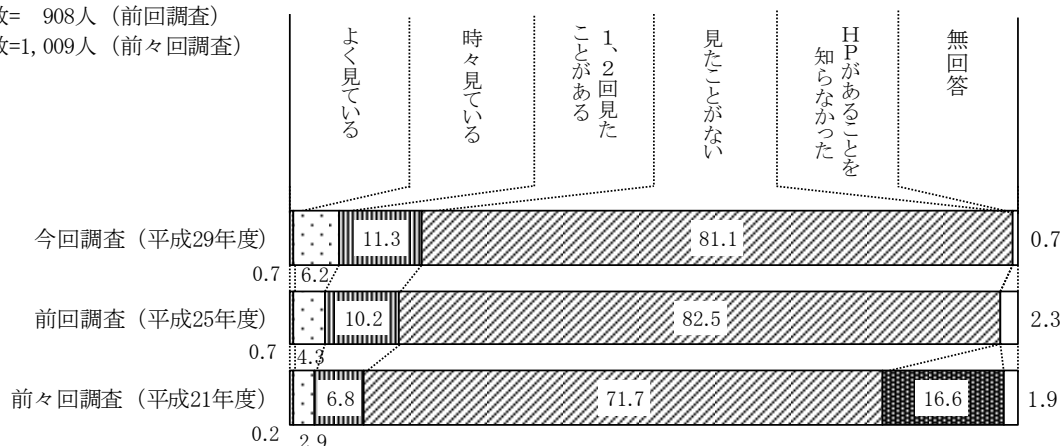 数= 908人（前回調査）
数=1,009人（前々回調査）
よく見ている
時々見ている
１、２回見た
ことがある
見たことがない
ＨＰがあることを
知らなかった
無回答
今回調査（平成29年度）
11.3
81.1
0.7
0.7
6.2
前回調査（平成25年度）
10.2
82.5
2.3
0.7
4.3
前々回調査（平成21年度）
6.8
71.7
16.6
1.9
0.2
2.9